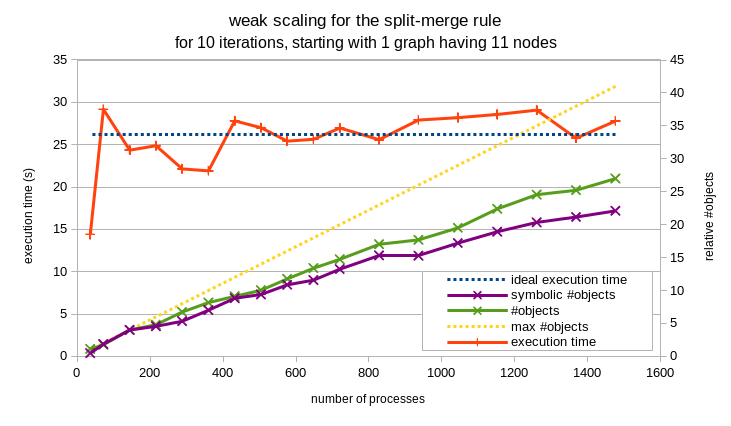 weak scaling for the split-merge rule
for 10 iterations, starting with 1 graph having 11 nodes
35
30
25
20
15
10
5
0
execution time (s)
45
40
35
30
25
20
15
10
5
0
relative #objects
ideal execution time
symbolic #objects
#objects
max #objects
execution time
0
200
400
600
800
1000
1200
1400
1600
number of processes